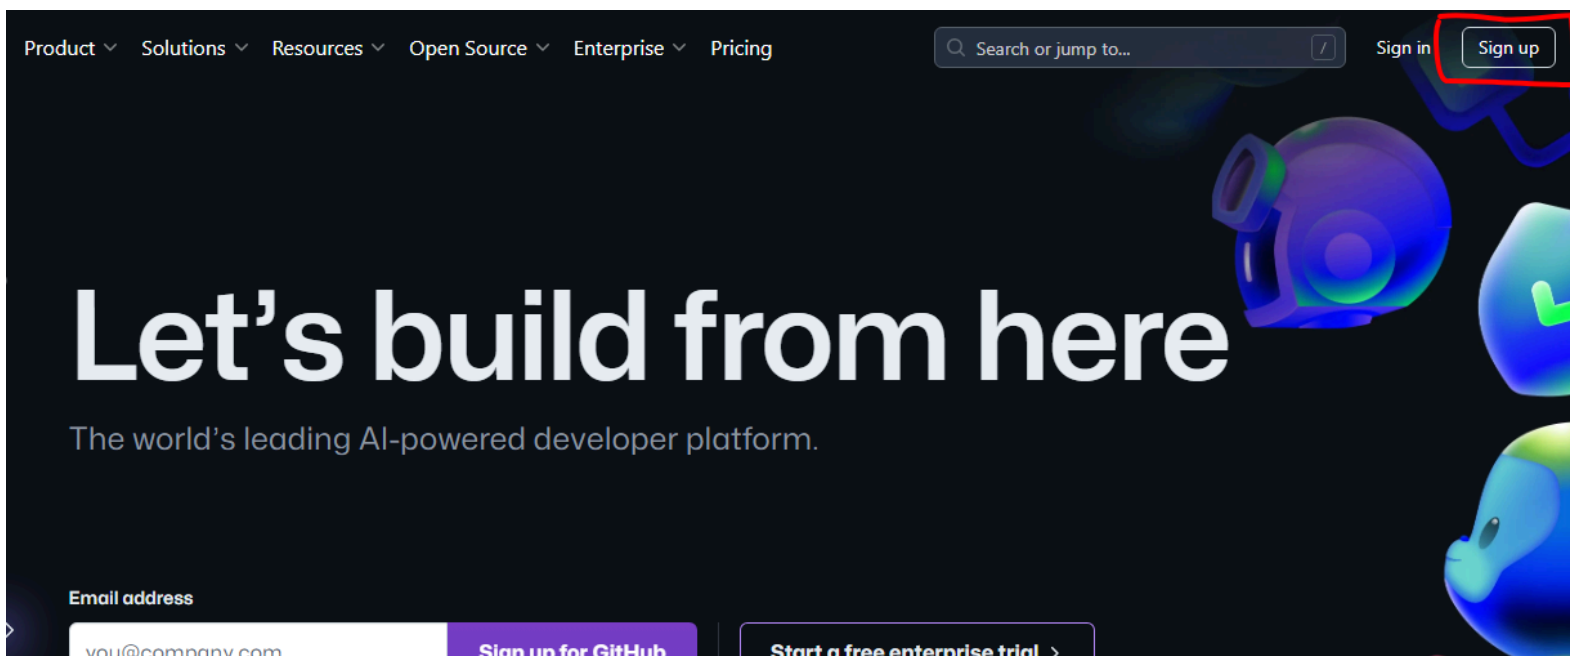 Product Solutions Resources Open Source Enterprise Pricing Search or jump to... / Sign in Sign up
Let’s build from here
The world’s leading AI-powered developer platform.
Email address
you@company.com Sign up for GitHub Start a free enterprise trial